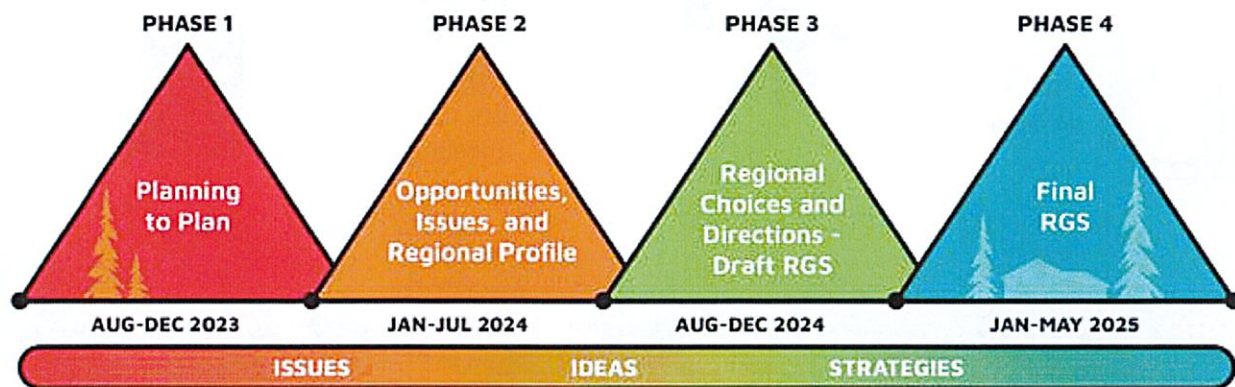 PHASE 1
PHASE 2
PHASE 3
PHASE 4
Planning
to Plan
Opportunities,
Issues, and
Regional Profile
Regional
Choices and
Directions -
Draft RGS
Final
RGS
AUG-DEC 2023
JAN-JUL 2024
AUG-DEC 2024
JAN-MAY 2025
ISSUES
IDEAS
STRATEGIES